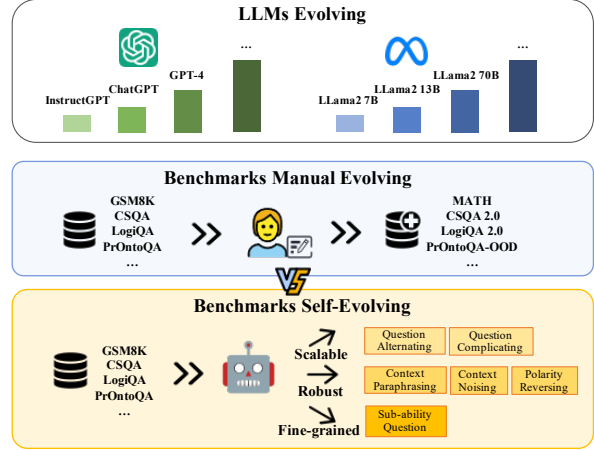 LLMs Evolving
...
...
GPT-4
ChatGPT
InstructGPT
LLama2 70B
LLama2 13B
LLama2 7B
Benchmarks Manual Evolving
GSM8K
CSQA
LogiQA
PrOntoQA
...
MATH
CSQA 2.0
LogiQA 2.0
PrOntoQA-OOD
...
VS
Benchmarks Self-Evolving
GSM8K
CSQA
LogiQA
PrOntoQA
...
Scalable
Question
Alternating
Question
Complicating
Robust
Context
Paraphrasing
Context
Noising
Polarity
Reversing
Fine-grained
Sub-ability
Question